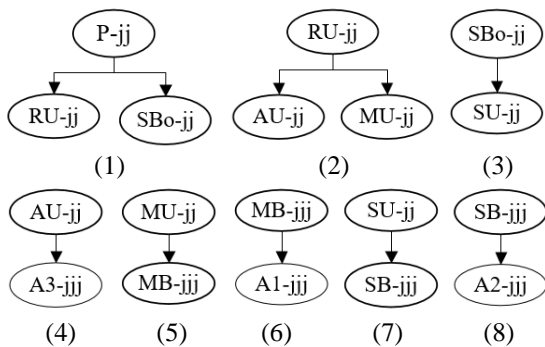 P-jj RU-jj SBo-jj
RU-jj SBo-jj AU-jj MU-jj SU-jj
(1) (2) (3)
AU-jj MU-jj MB-jjj SU-jj SB-jjj
A3-jjj MB-jjj A1-jjj SB-jjj A2-jjj
(4) (5) (6) (7) (8)